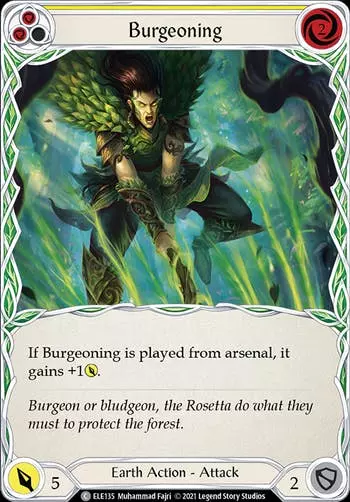 Burgeoning
2
If Burgeoning is played from arsenal, it
gains +1.
Burgeon or bludgeon, the Rosetta do what they
must to protect the forest.
5
Earth Action - Attack
2
C ELE135 Muhammad Fajri © 2021 Legend Story Studios